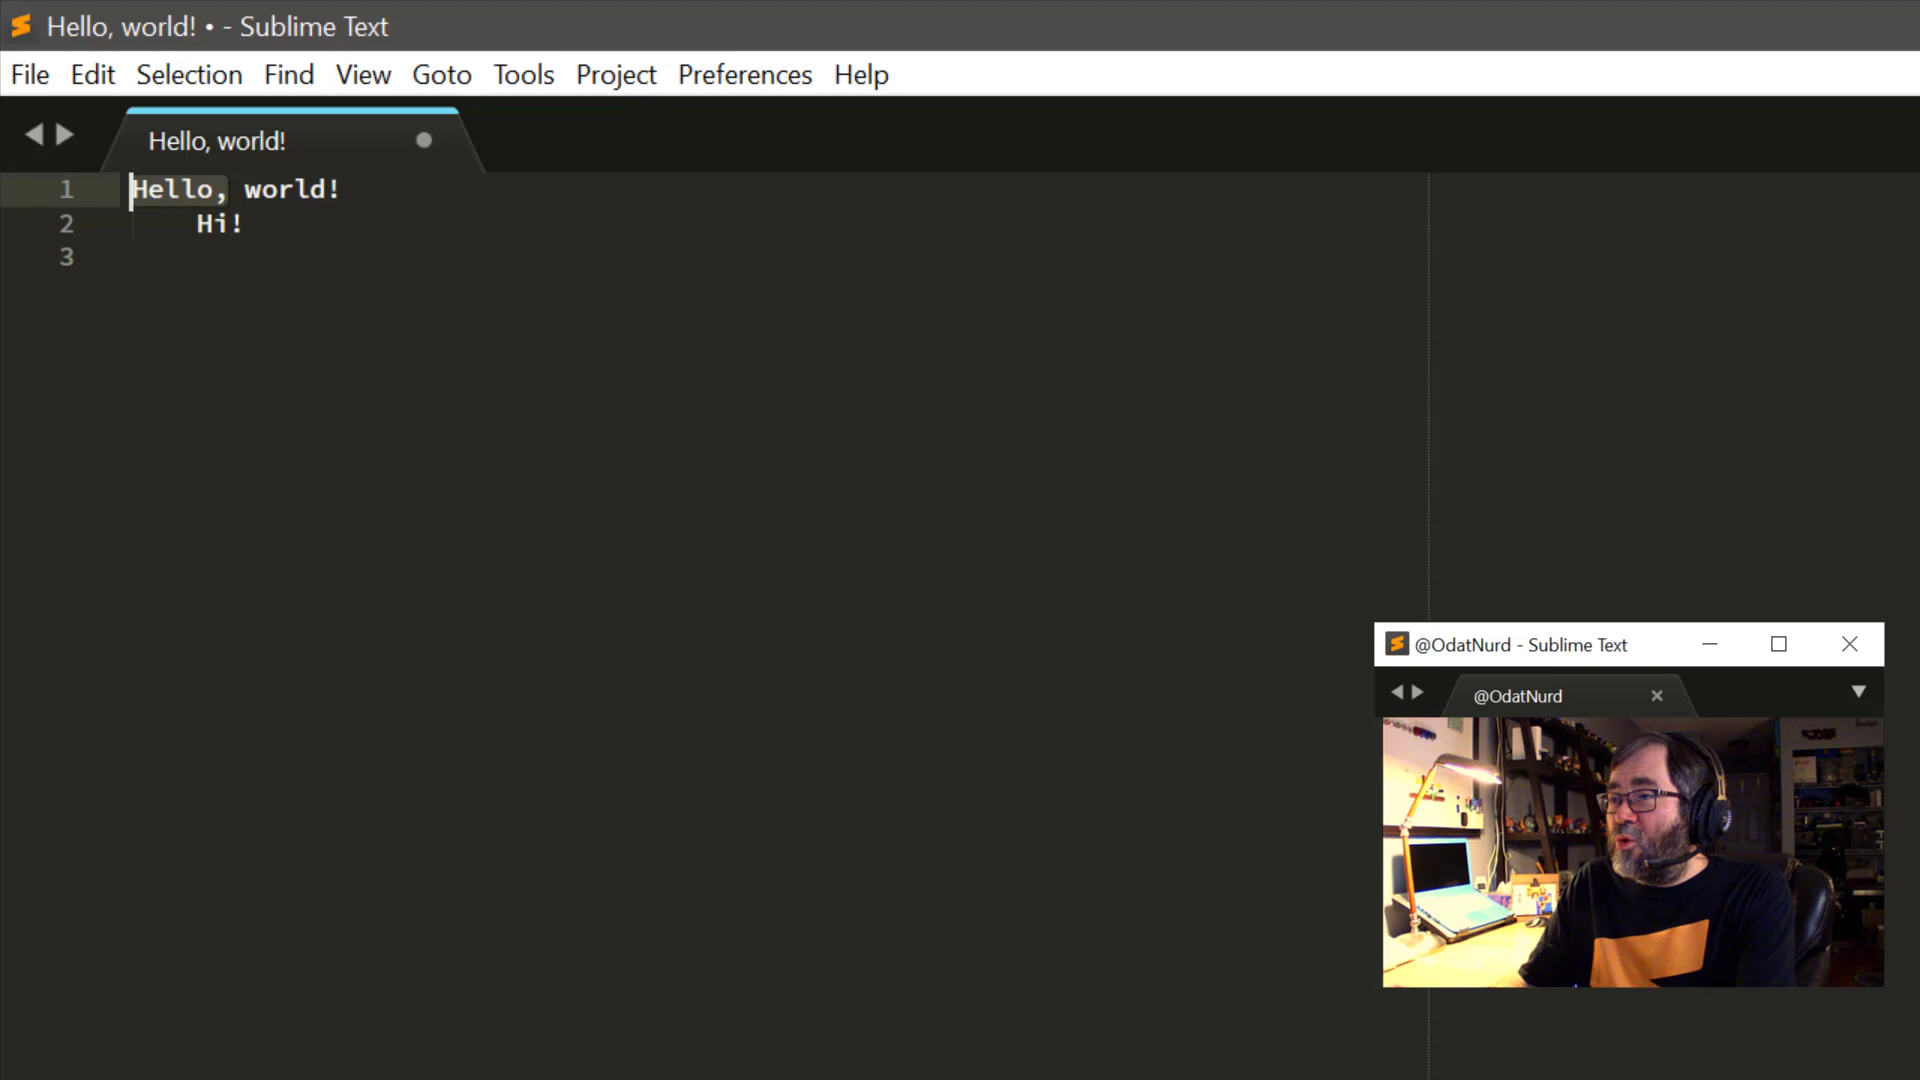 Hello, world! • - Sublime Text
File Edit Selection Find View Goto Tools Project Preferences Help
Hello, world!
1 Hello, world!
2 Hi!
3
@OdatNurd - Sublime Text
@OdatNurd